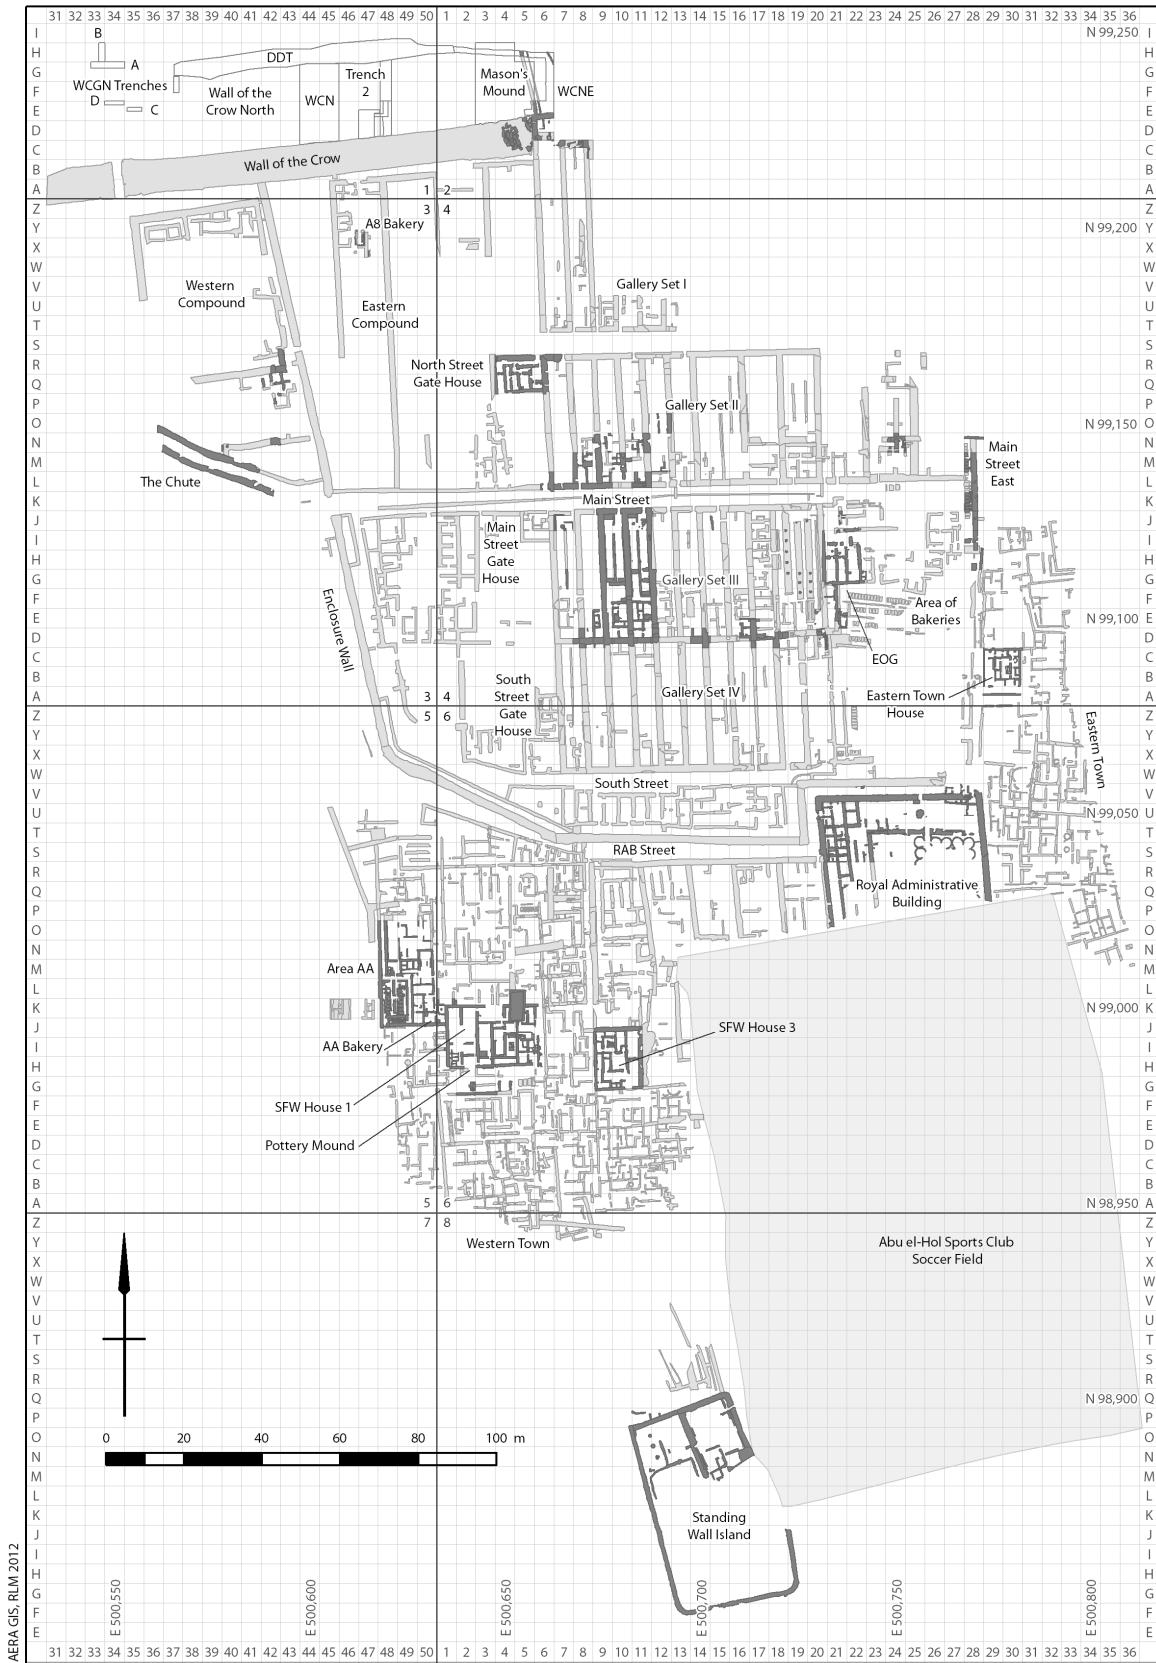 31 32 33 34 35 36 37 38 39 40 41 42 43 44 45 46 47 48 49 50 1 2 3 4 5 6 7 8 9 10 11 12 13 14 15 16 17 18 19 20 21 22 23 24 25 26 27 28 29 30 31 32 33 34 35 36
I N 99,250 I
H H
G G
F F
E E
D D
C C
B B
A A
Z Z
Y N 99,200 Y
X X
W W
V V
U U
T T
S S
R R
Q Q
P P
O N 99,150 O
N N
M M
L L
K K
J J
I I
H H
G G
F F
E N 99,100 E
D D
C C
B B
A A
Z Z
Y Y
X X
W W
V V
U N 99,050 U
T T
S S
R R
Q Q
P P
O O
N N
M M
L L
K N 99,000 K
J J
I I
H H
G G
F F
E E
D D
C C
B B
A N 98,950 A
Z Z
Y Y
X X
W W
V V
U U
T T
S S
R R
Q N 98,900 Q
P P
O O
N N
M M
L L
K K
J J
I I
H H
G G
F F
E E
B
A
WCGN Trenches
D
C
DDT
Wall of the
Crow North
WCN
Trench
2
Mason's
Mound
WCNE
Wall of the Crow
1 2
3 4
A8 Bakery
Western
Compound
Eastern
Compound
Gallery Set I
North Street
Gate House
Gallery Set II
The Chute
Main Street
Main
Street
East
Main
Street
Gate
House
Gallery Set III
Enclosure Wall
Area of
Bakeries
EOG
South
Street
Gate
House
Gallery Set IV
Eastern Town
House
3 4
5 6
Eastern Town
South Street
RAB Street
Royal Administrative
Building
Area AA
AA Bakery
SFW House 3
SFW House 1
Pottery Mound
5 6
7 8
Western Town
Abu el-Hol Sports Club
Soccer Field
0 20 40 60 80 100 m
Standing
Wall Island
E 500,550
E 500,600
E 500,650
E 500,700
E 500,750
E 500,800
31 32 33 34 35 36 37 38 39 40 41 42 43 44 45 46 47 48 49 50 1 2 3 4 5 6 7 8 9 10 11 12 13 14 15 16 17 18 19 20 21 22 23 24 25 26 27 28 29 30 31 32 33 34 35 36
AERA GIS, RLM 2012